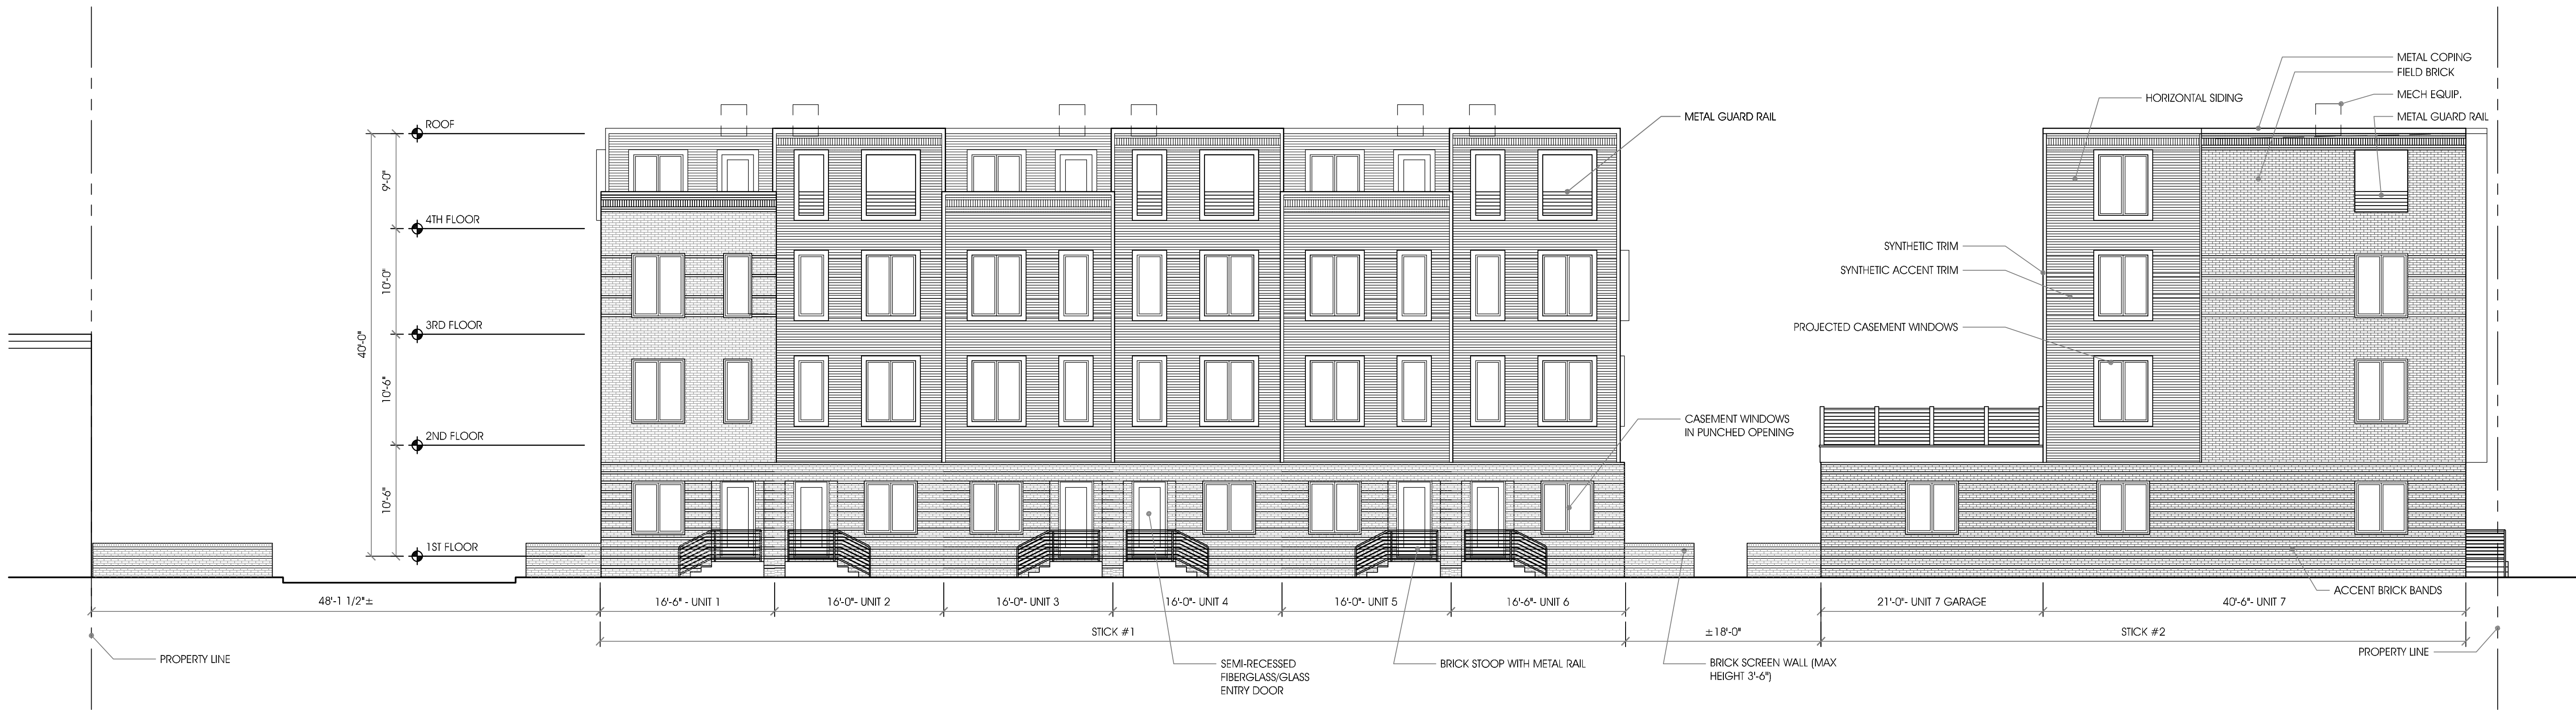 METAL COPING
FIELD BRICK
MECH EQUIP.
HORIZONTAL SIDING
METAL GUARD RAIL
METAL GUARD RAIL
ROOF
9'-0"
4TH FLOOR
10'-0"
40'-0"
3RD FLOOR
10'-6"
2ND FLOOR
10'-6"
1ST FLOOR
SYNTHETIC TRIM
SYNTHETIC ACCENT TRIM
PROJECTED CASEMENT WINDOWS
CASEMENT WINDOWS
IN PUNCHED OPENING
ACCENT BRICK BANDS
48'-1 1/2"±
16'-6" - UNIT 1
16'-0"- UNIT 2
16'-0"- UNIT 3
16'-0"- UNIT 4
16'-0"- UNIT 5
16'-6"- UNIT 6
21'-0"- UNIT 7 GARAGE
40'-6"- UNIT 7
STICK #1
±18'-0"
STICK #2
PROPERTY LINE
SEMI-RECESSED
FIBERGLASS/GLASS
ENTRY DOOR
BRICK STOOP WITH METAL RAIL
BRICK SCREEN WALL (MAX
HEIGHT 3'-6")
PROPERTY LINE